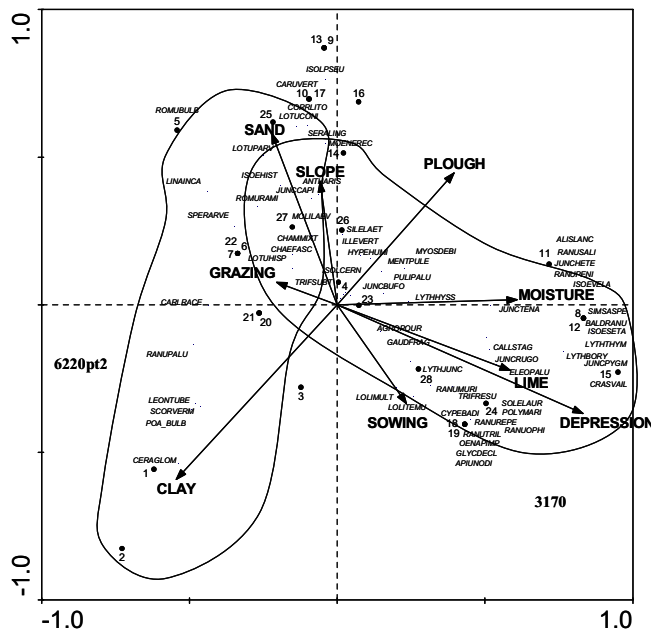 1.0
13 9
ISOLPSEU
CARUVERT
10 17
16
CORRLITO
ROMUBULB
5
25
LOTUCONI
SAND
SERALING
MOENEREC
14
LOTUPARV
SLOPE
PLOUGH
ISOEHIST
ANTHARIS
LINAINCA
JUNCCAPI
ROMURAMI
SPERARVE
MOLILAEV
27
26
SILELAET
CHAMMIXT
ILLEVERT
ALISLANC
22 6
CHAEFASC
HYPEHUMI
MYOSDEBI
11
RANUSALI
7
LOTUHISP
MENTPULE
JUNCHETE
GRAZING
SOLCERN
PULIPALU
RANUPENI
TRIFSUBT
4
JUNCBUFO
ISOEVELA
MOISTURE
CARLRACE
23
LYTHHYSS
JUNCTENA
21 20
8
SIMSASPE
12
BALDRANU
AGROPOUR
ISOESETA
GAUDFRAG
LYTHTHYM
RANUPALU
CALLSTAG
LYTHBORY
6220pt2
JUNCRUGO
JUNCPYGM
LYTHJUNC
ELEOPALU
15
28
LIME
CRASVAIL
3
RANUMURI
LEONTUBE
LOLIMULT
TRIFRESU
SCORVERM
LOLITEMU
24
SOLELAUR
POA_BULB
CYPEBADI
POLYMARI
SOWING
18
RANUREPE
DEPRESSION
19
RANUTRIL
RANUOPHI
OENAPIMP
CERAGLOM
GLYCDECL
1
APIUNODI
CLAY
3170
2
-1.0
-1.0
1.0